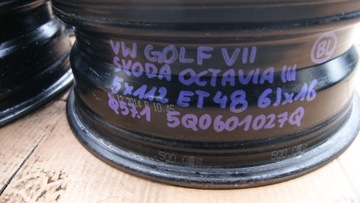 VW GOLF VII
SKODA OCTAVIA III
5x112 ET48 6Jx16
Ø57.1 5Q0601027Q